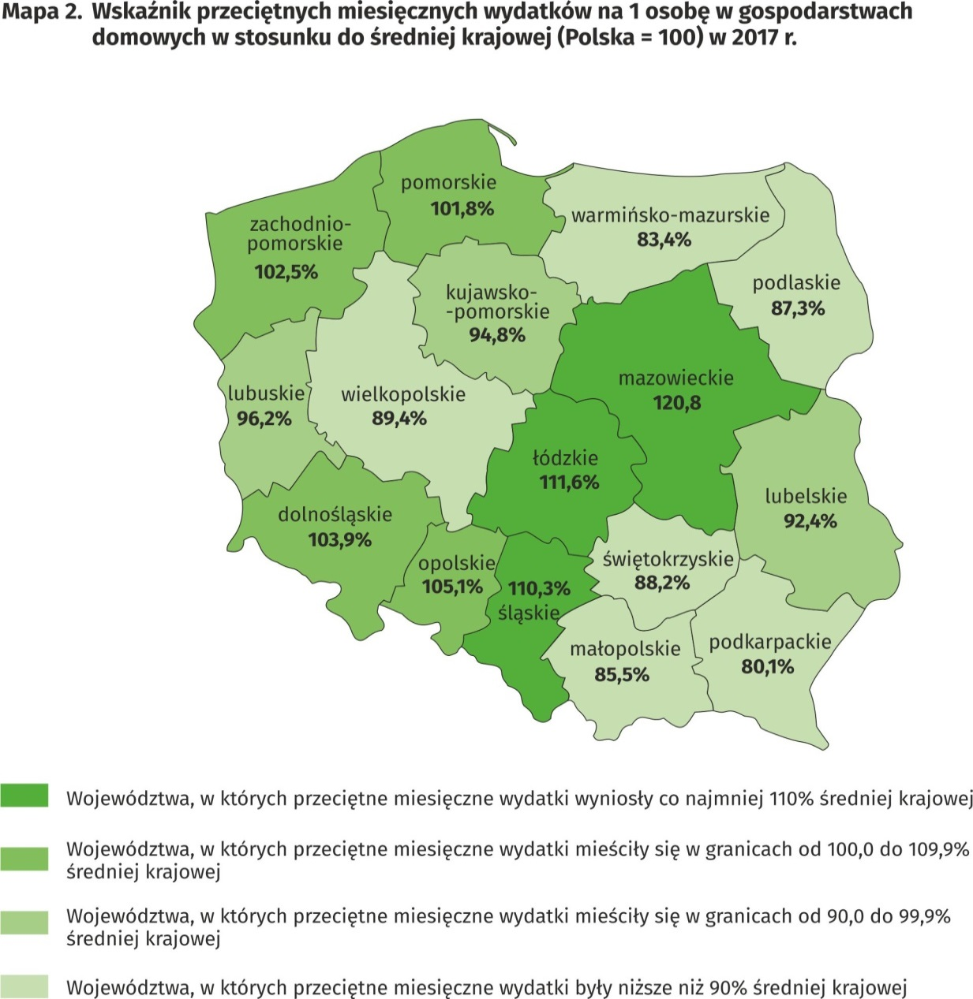 Mapa 2. Wskaźnik przeciętnych miesięcznych wydatków na 1 osobę w gospodarstwach
domowych w stosunku do średniej krajowej (Polska = 100) w 2017 r.
pomorskie
101,8%
zachodnio-
pomorskie
102,5%
warmińsko-mazurskie
83,4%
podlaskie
87,3%
kujawsko-
-pomorskie
94,8%
mazowieckie
120,8
lubuskie
96,2%
wielkopolskie
89,4%
łódzkie
111,6%
lubelskie
92,4%
dolnośląskie
103,9%
opolskie
105,1%
110,3%
śląskie
świętokrzyskie
88,2%
małopolskie
85,5%
podkarpackie
80,1%
Województwa, w których przeciętne miesięczne wydatki wyniosły co najmniej 110% średniej krajowej
Województwa, w których przeciętne miesięczne wydatki mieściły się w granicach od 100,0 do 109,9%
średniej krajowej
Województwa, w których przeciętne miesięczne wydatki mieściły się w granicach od 90,0 do 99,9%
średniej krajowej
Województwa, w których przeciętne miesięczne wydatki były niższe niż 90% średniej krajowej